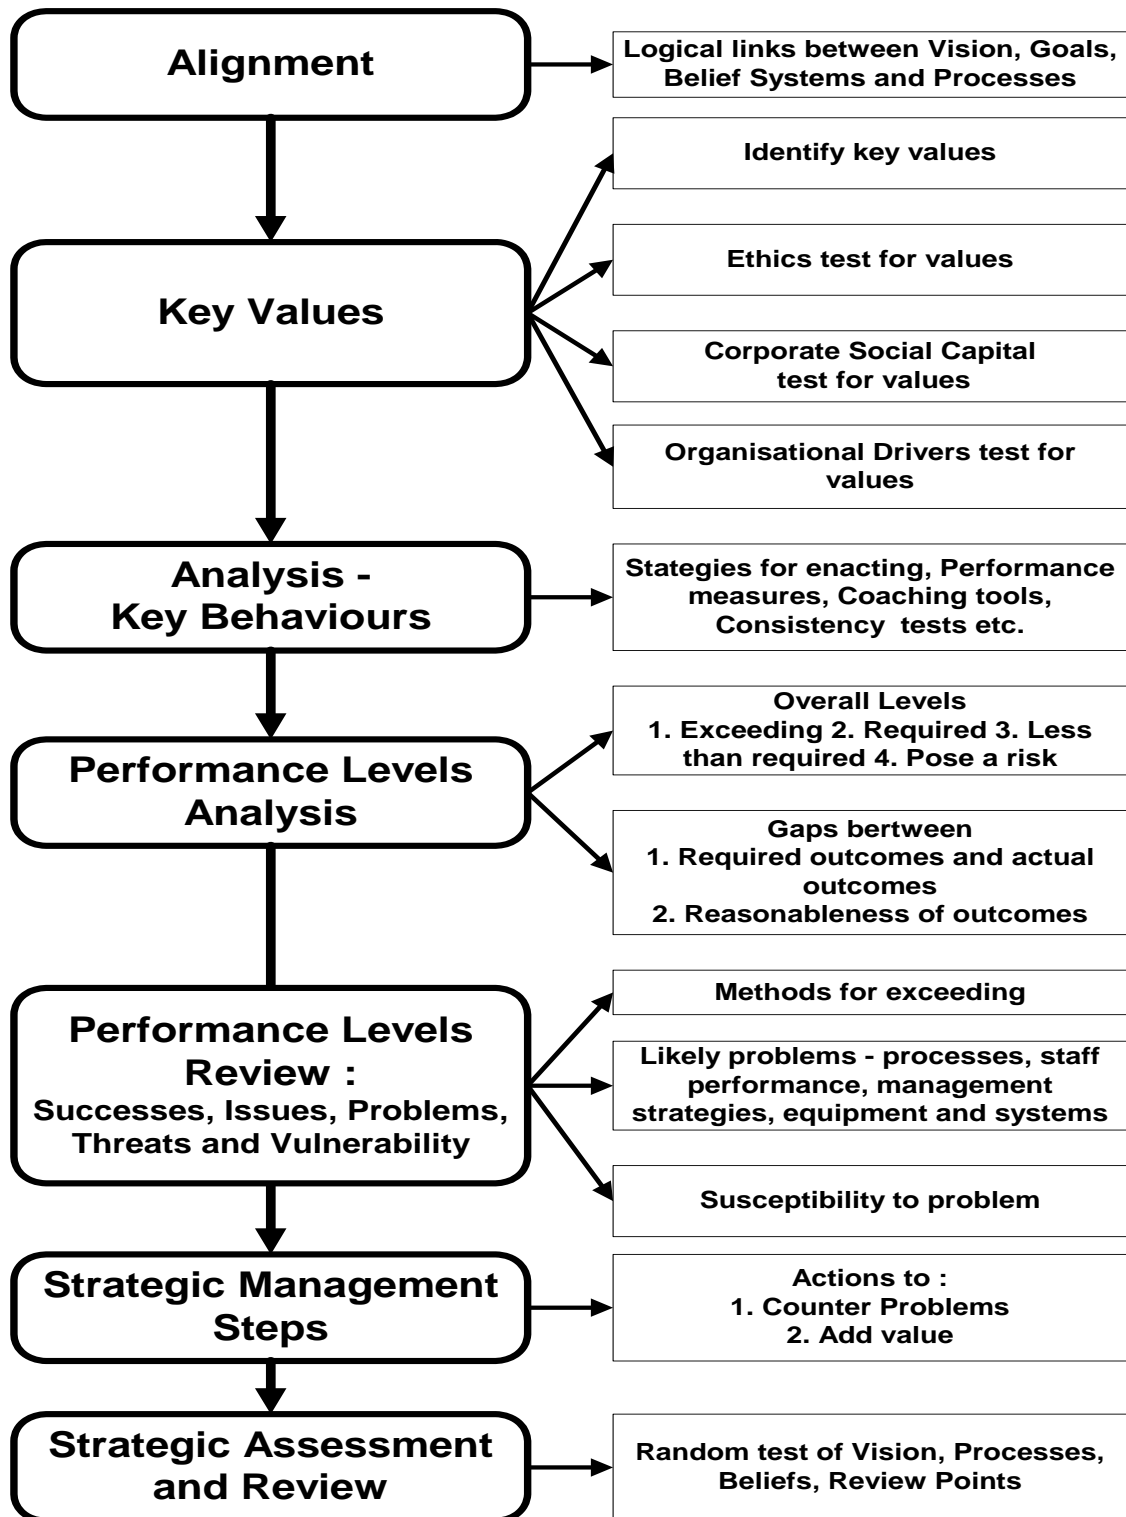 Alignment
Logical links between Vision, Goals,
Belief Systems and Processes
Key Values
Identify key values
Ethics test for values
Corporate Social Capital
test for values
Organisational Drivers test for
values
Analysis -
Key Behaviours
Stategies for enacting, Performance
measures, Coaching tools,
Consistency tests etc.
Performance Levels
Analysis
Overall Levels
1. Exceeding 2. Required 3. Less
than required 4. Pose a risk
Gaps bertween
1. Required outcomes and actual
outcomes
2. Reasonableness of outcomes
Performance Levels
Review :
Successes, Issues, Problems,
Threats and Vulnerability
Methods for exceeding
Likely problems - processes, staff
performance, management
strategies, equipment and systems
Susceptibility to problem
Strategic Management
Steps
Actions to :
1. Counter Problems
2. Add value
Strategic Assessment
and Review
Random test of Vision, Processes,
Beliefs, Review Points